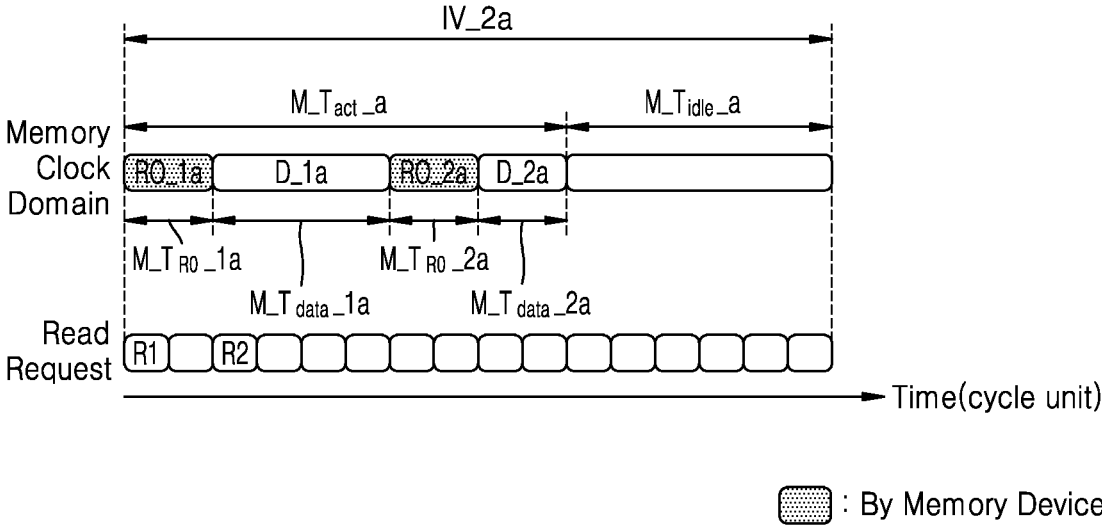 IV_2a
M_Tact_a
M_Tidle_a
Memory
Clock
Domain
RO_1a
D_1a
RO_2a
D_2a
M_TRO_1a
M_TRO_2a
M_Tdata_1a
M_Tdata_2a
Read
Request
R1
R2
Time(cycle unit)
: By Memory Device